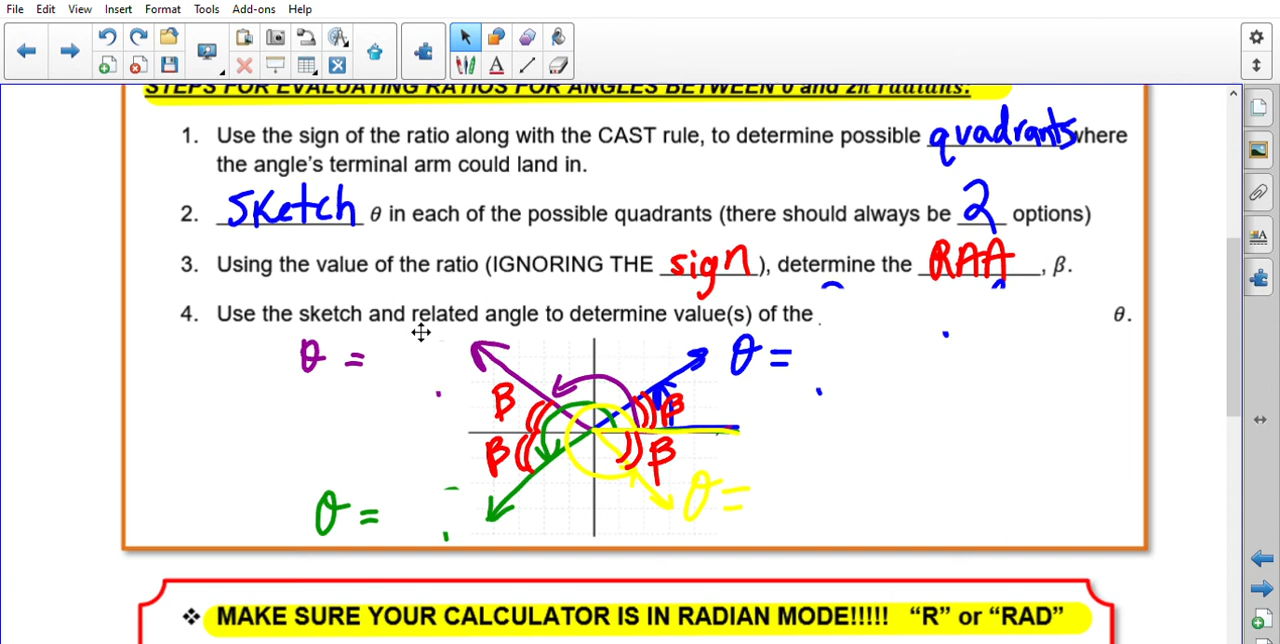 File Edit View Insert Format Tools Add-ons Help
STEPS FOR EVALUATING RATIOS FOR ANGLES BETWEEN 0 and 2π radians:
1. Use the sign of the ratio along with the CAST rule, to determine possible quadrants where
the angle's terminal arm could land in.
2. Sketch θ in each of the possible quadrants (there should always be 2 options)
3. Using the value of the ratio (IGNORING THE sign), determine the RAA, β.
4. Use the sketch and related angle to determine value(s) of the θ.
θ = θ =
β β
β β
θ = θ =
❖ MAKE SURE YOUR CALCULATOR IS IN RADIAN MODE!!!!! "R" or "RAD"